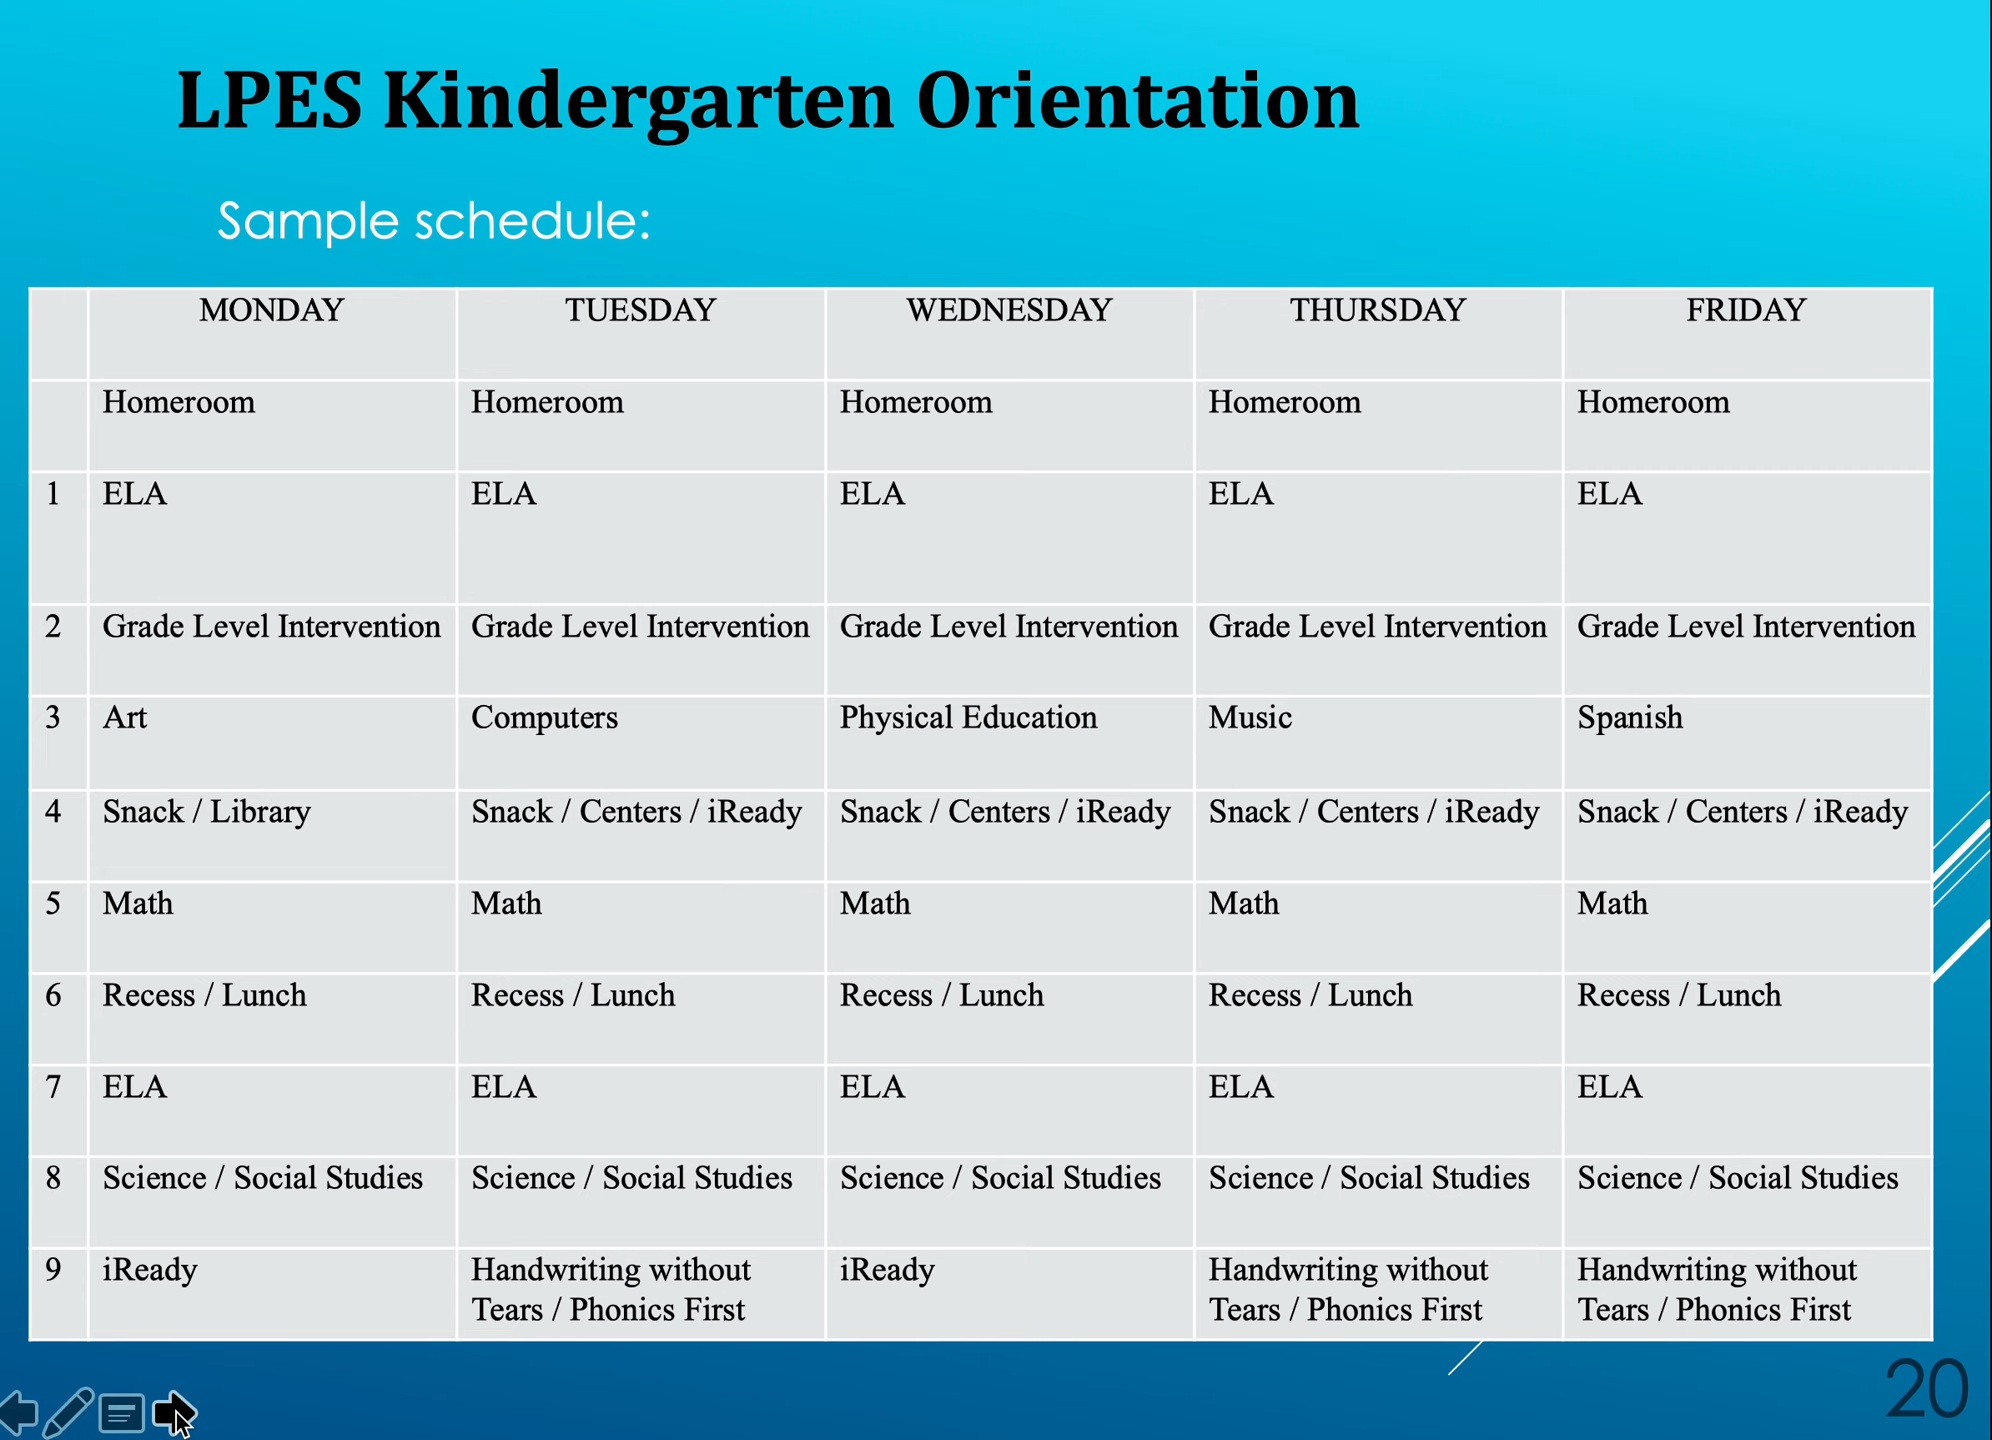 LPES Kindergarten Orientation
Sample schedule:
MONDAY TUESDAY WEDNESDAY THURSDAY FRIDAY
Homeroom Homeroom Homeroom Homeroom Homeroom
1 ELA ELA ELA ELA ELA
2 Grade Level Intervention Grade Level Intervention Grade Level Intervention Grade Level Intervention Grade Level Intervention
3 Art Computers Physical Education Music Spanish
4 Snack / Library Snack / Centers / iReady Snack / Centers / iReady Snack / Centers / iReady Snack / Centers / iReady
5 Math Math Math Math Math
6 Recess / Lunch Recess / Lunch Recess / Lunch Recess / Lunch Recess / Lunch
7 ELA ELA ELA ELA ELA
8 Science / Social Studies Science / Social Studies Science / Social Studies Science / Social Studies Science / Social Studies
9 iReady Handwriting without iReady Handwriting without Handwriting without
Tears / Phonics First Tears / Phonics First Tears / Phonics First
20